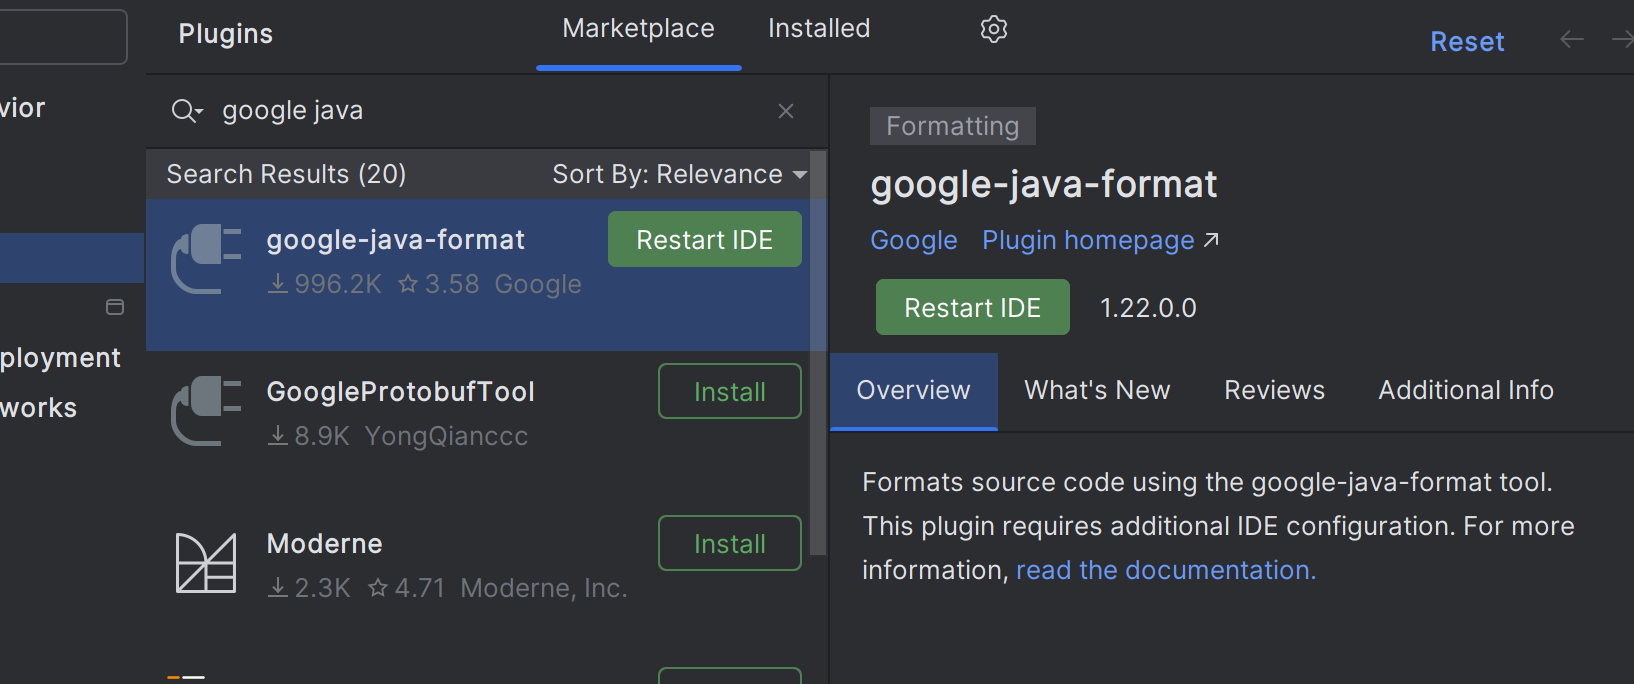 Plugins
Marketplace
Installed
Reset
vior
ployment
works
google java
Search Results (20)
Sort By: Relevance
google-java-format
Restart IDE
996.2K
3.58
Google
GoogleProtobufTool
Install
8.9K
YongQianccc
Moderne
Install
2.3K
4.71
Moderne, Inc.
Formatting
google-java-format
Google
Plugin homepage
Restart IDE
1.22.0.0
Overview
What's New
Reviews
Additional Info
Formats source code using the google-java-format tool.
This plugin requires additional IDE configuration. For more
information, read the documentation.